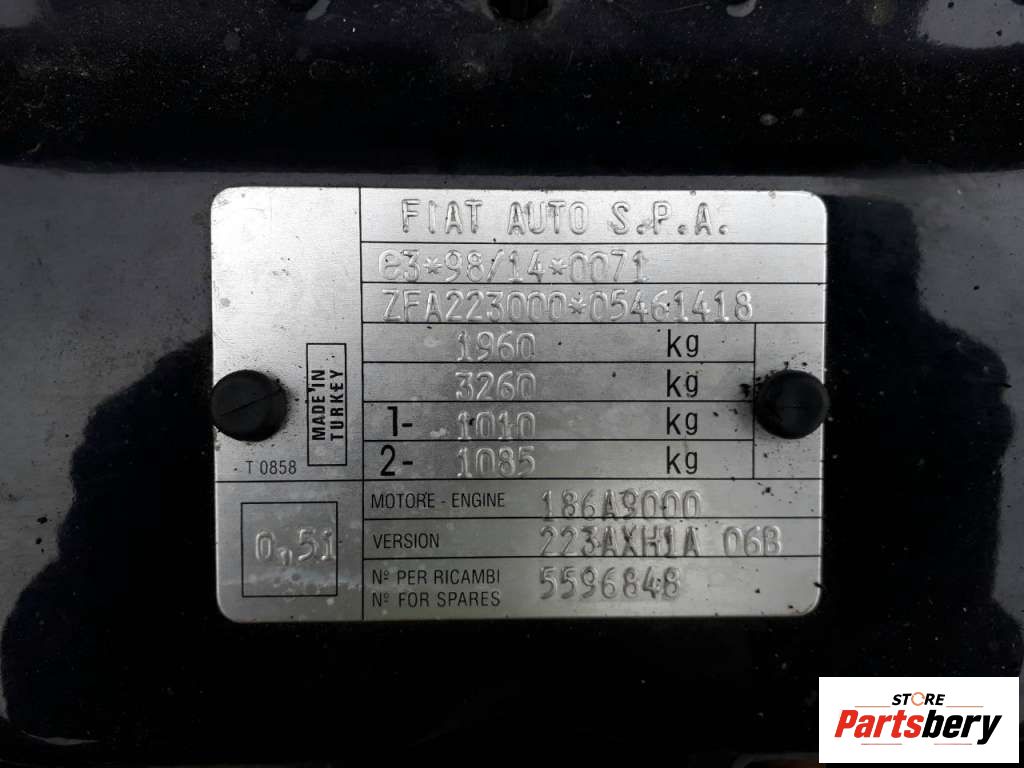 FIAT AUTO S.P.A.
e3*98/14*0071
ZFA223000*05461418
1960 kg
3260 kg
1- 1010 kg
2- 1085 kg
MADE IN
TURKEY
T 0858
MOTORE - ENGINE 186A9000
VERSION 223AXH1A 06B
Nº PER RICAMBI
Nº FOR SPARES 5596848
0,51
STORE
Partsbery